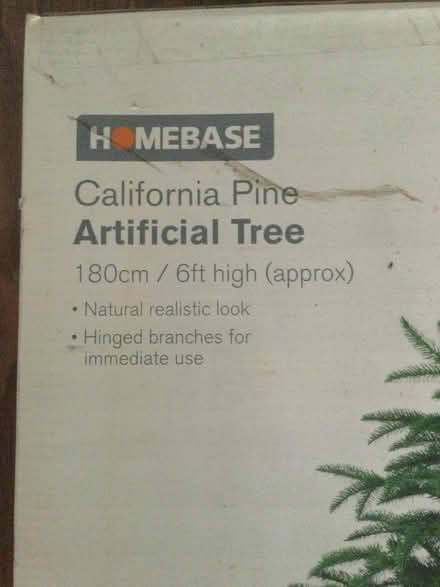 HOMEBASE
California Pine
Artificial Tree
180cm / 6ft high (approx)
• Natural realistic look
• Hinged branches for
immediate use